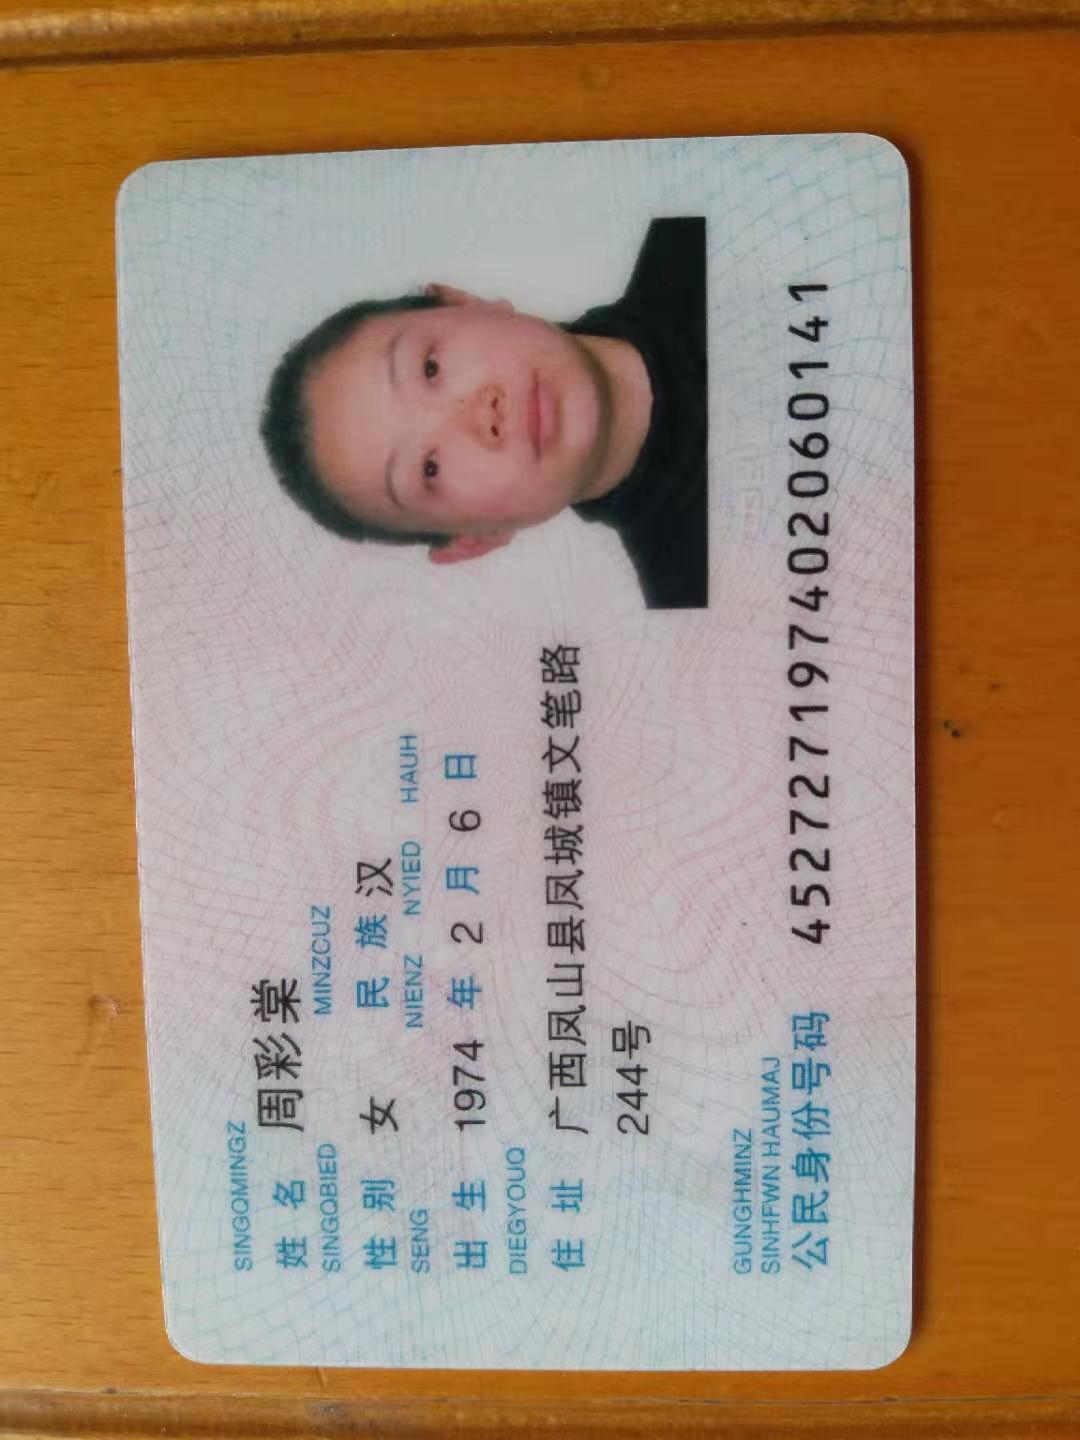 SINGQMINGZ
姓名 周彩棠
SINGQBIED MINZCUZ
性别 女 民族 汉
SENG NIENZ NYIED HAUH
出生 1974 年 2 月 6 日
DIEGYOUQ
住址 广西凤山县凤城镇文笔路
244号
GUNGHMINZ
SINHFWN HAUMAJ
公民身份号码 452727197402060141